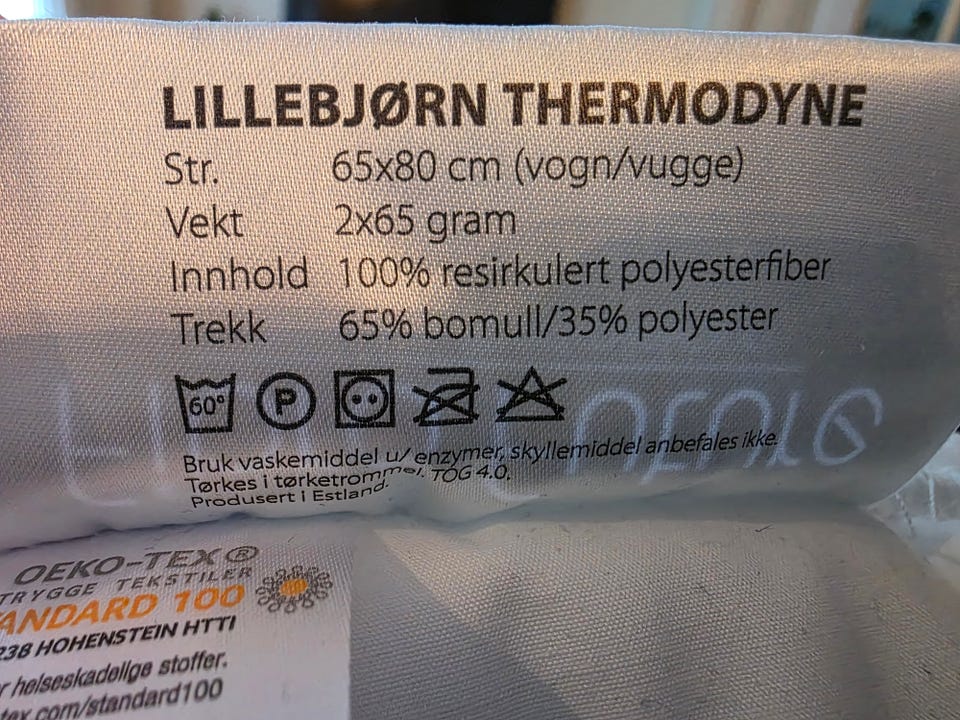 LILLEBJØRN THERMODYNE
Str. 65x80 cm (vogn/vugge)
Vekt 2x65 gram
Innhold 100% resirkulert polyesterfiber
Trekk 65% bomull/35% polyester
60° P
Bruk vaskemiddel u/ enzymer, skyllemiddel anbefales ikke.
Tørkes i tørketrommel. TOG 4.0.
Produsert i Estland.
OEKO-TEX®
TRYGGE TEKSTILER
STANDARD 100
238 HOHENSTEIN HTTI
helseskadelige stoffer.
tex.com/standard100